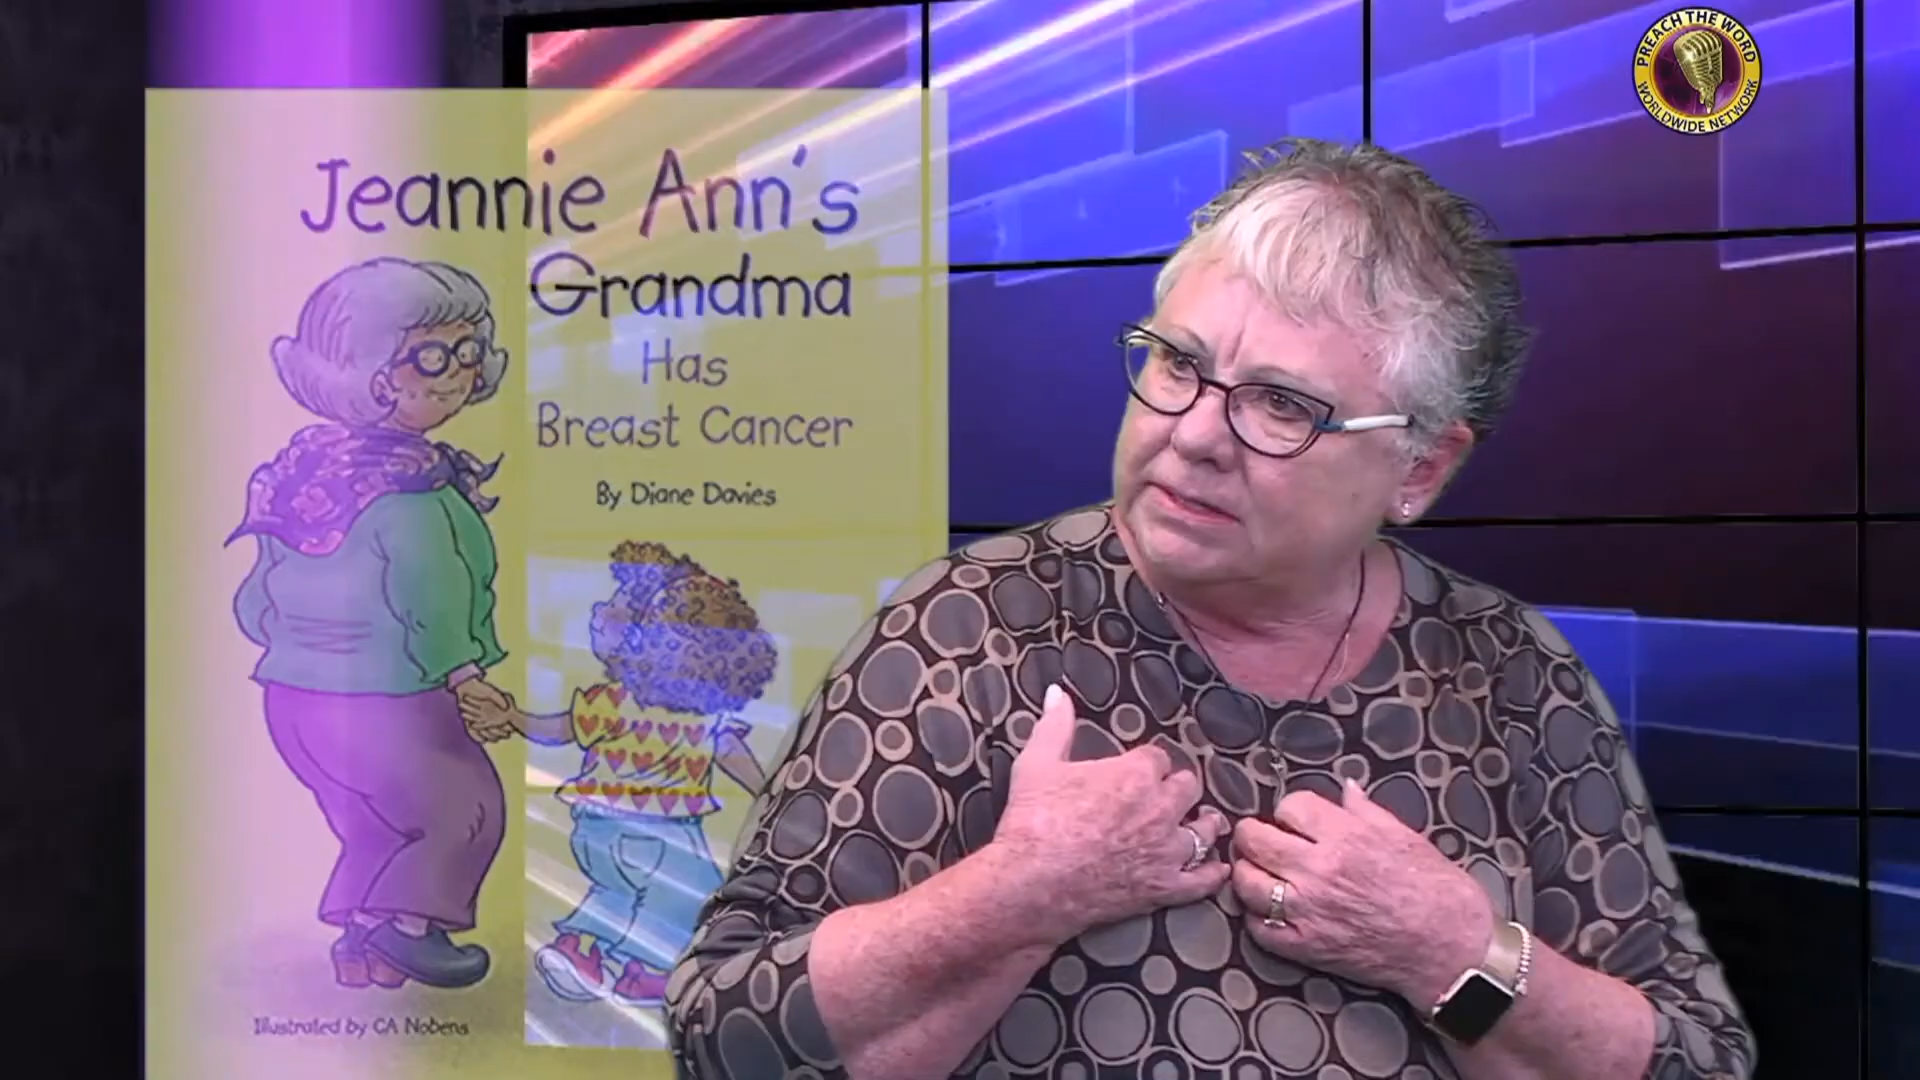 Jeannie Ann's
Grandma
Has
Breast Cancer
By Diane Davies
Illustrated by CA Nobens
PREACH THE WORD
WORLDWIDE NETWORK